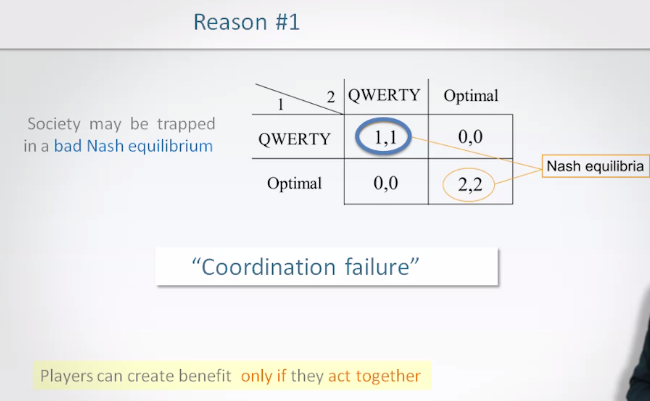 Reason #1
Society may be trapped
in a bad Nash equilibrium
1 2 QWERTY Optimal
QWERTY 1,1 0,0
Optimal 0,0 2,2
Nash equilibria
“Coordination failure”
Players can create benefit only if they act together